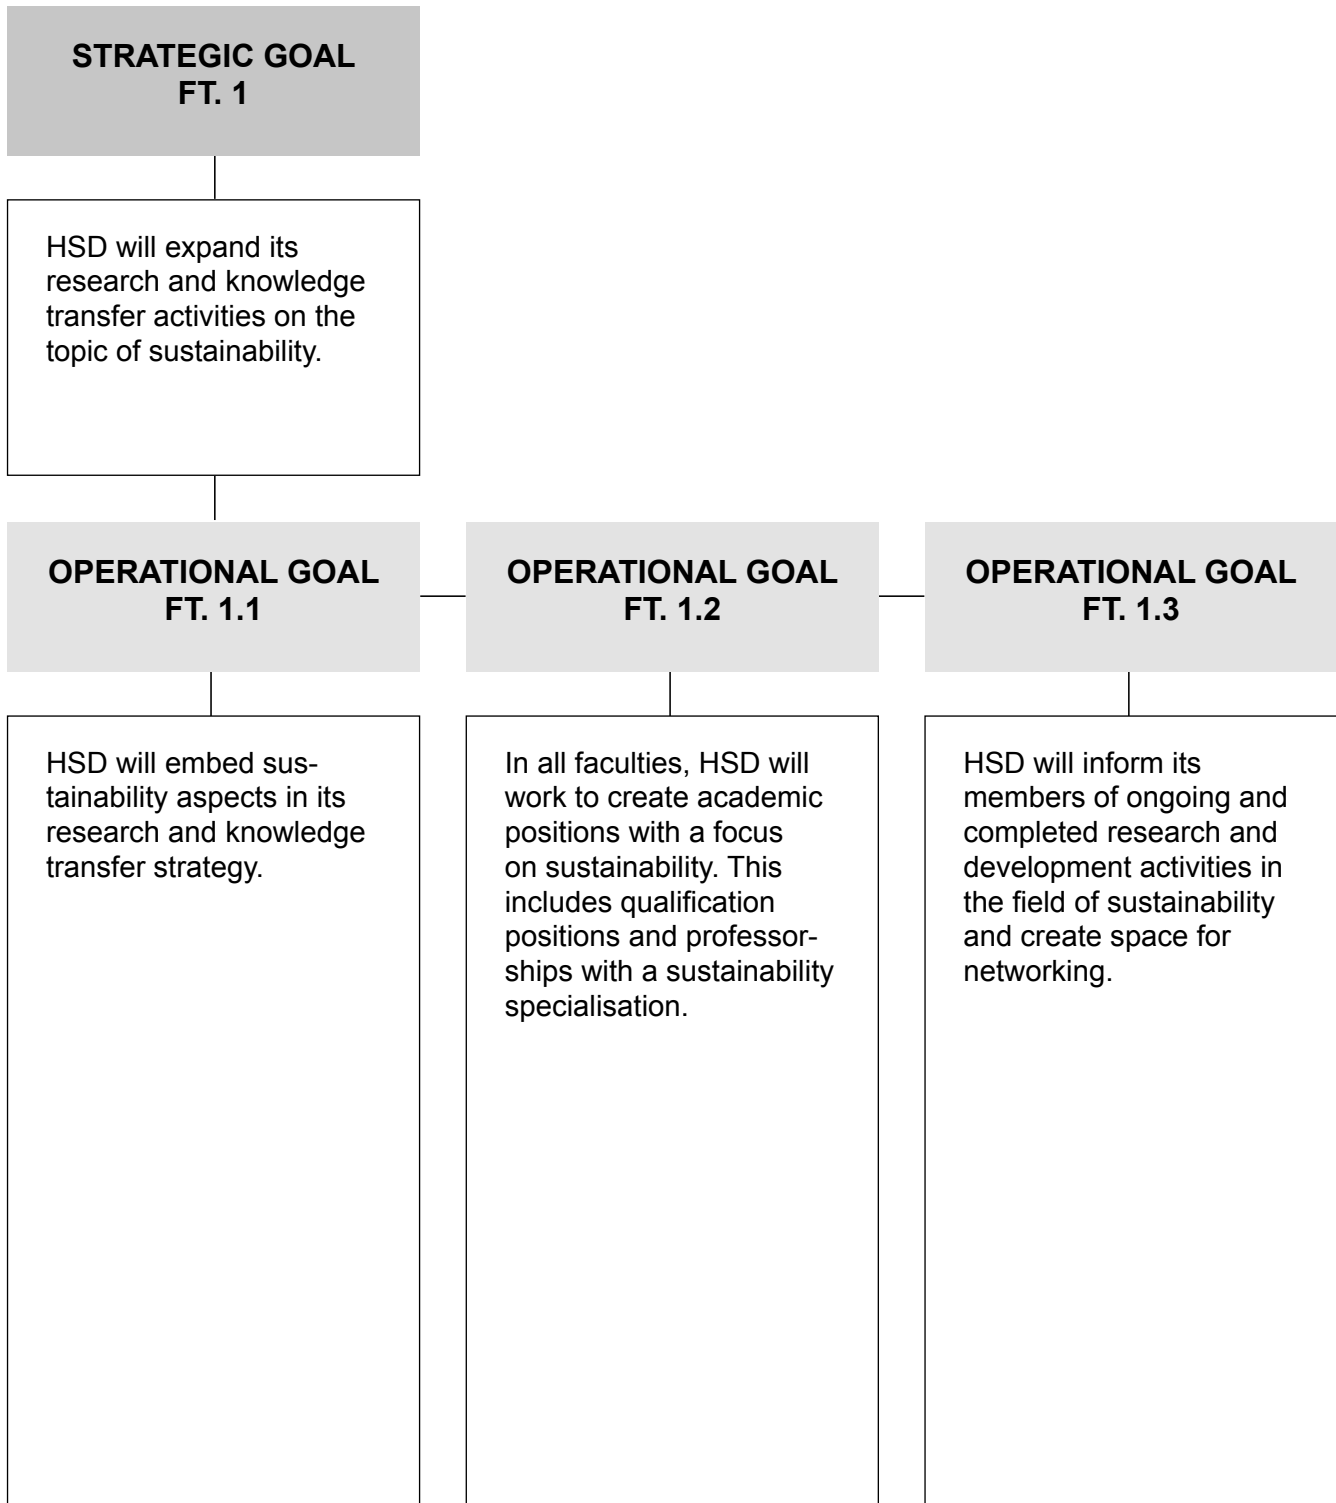 STRATEGIC GOAL
FT. 1
HSD will expand its
research and knowledge
transfer activities on the
topic of sustainability.
OPERATIONAL GOAL
FT. 1.1
HSD will embed sus-
tainability aspects in its
research and knowledge
transfer strategy.
OPERATIONAL GOAL
FT. 1.2
In all faculties, HSD will
work to create academic
positions with a focus
on sustainability. This
includes qualification
positions and professor-
ships with a sustainability
specialisation.
OPERATIONAL GOAL
FT. 1.3
HSD will inform its
members of ongoing and
completed research and
development activities in
the field of sustainability
and create space for
networking.